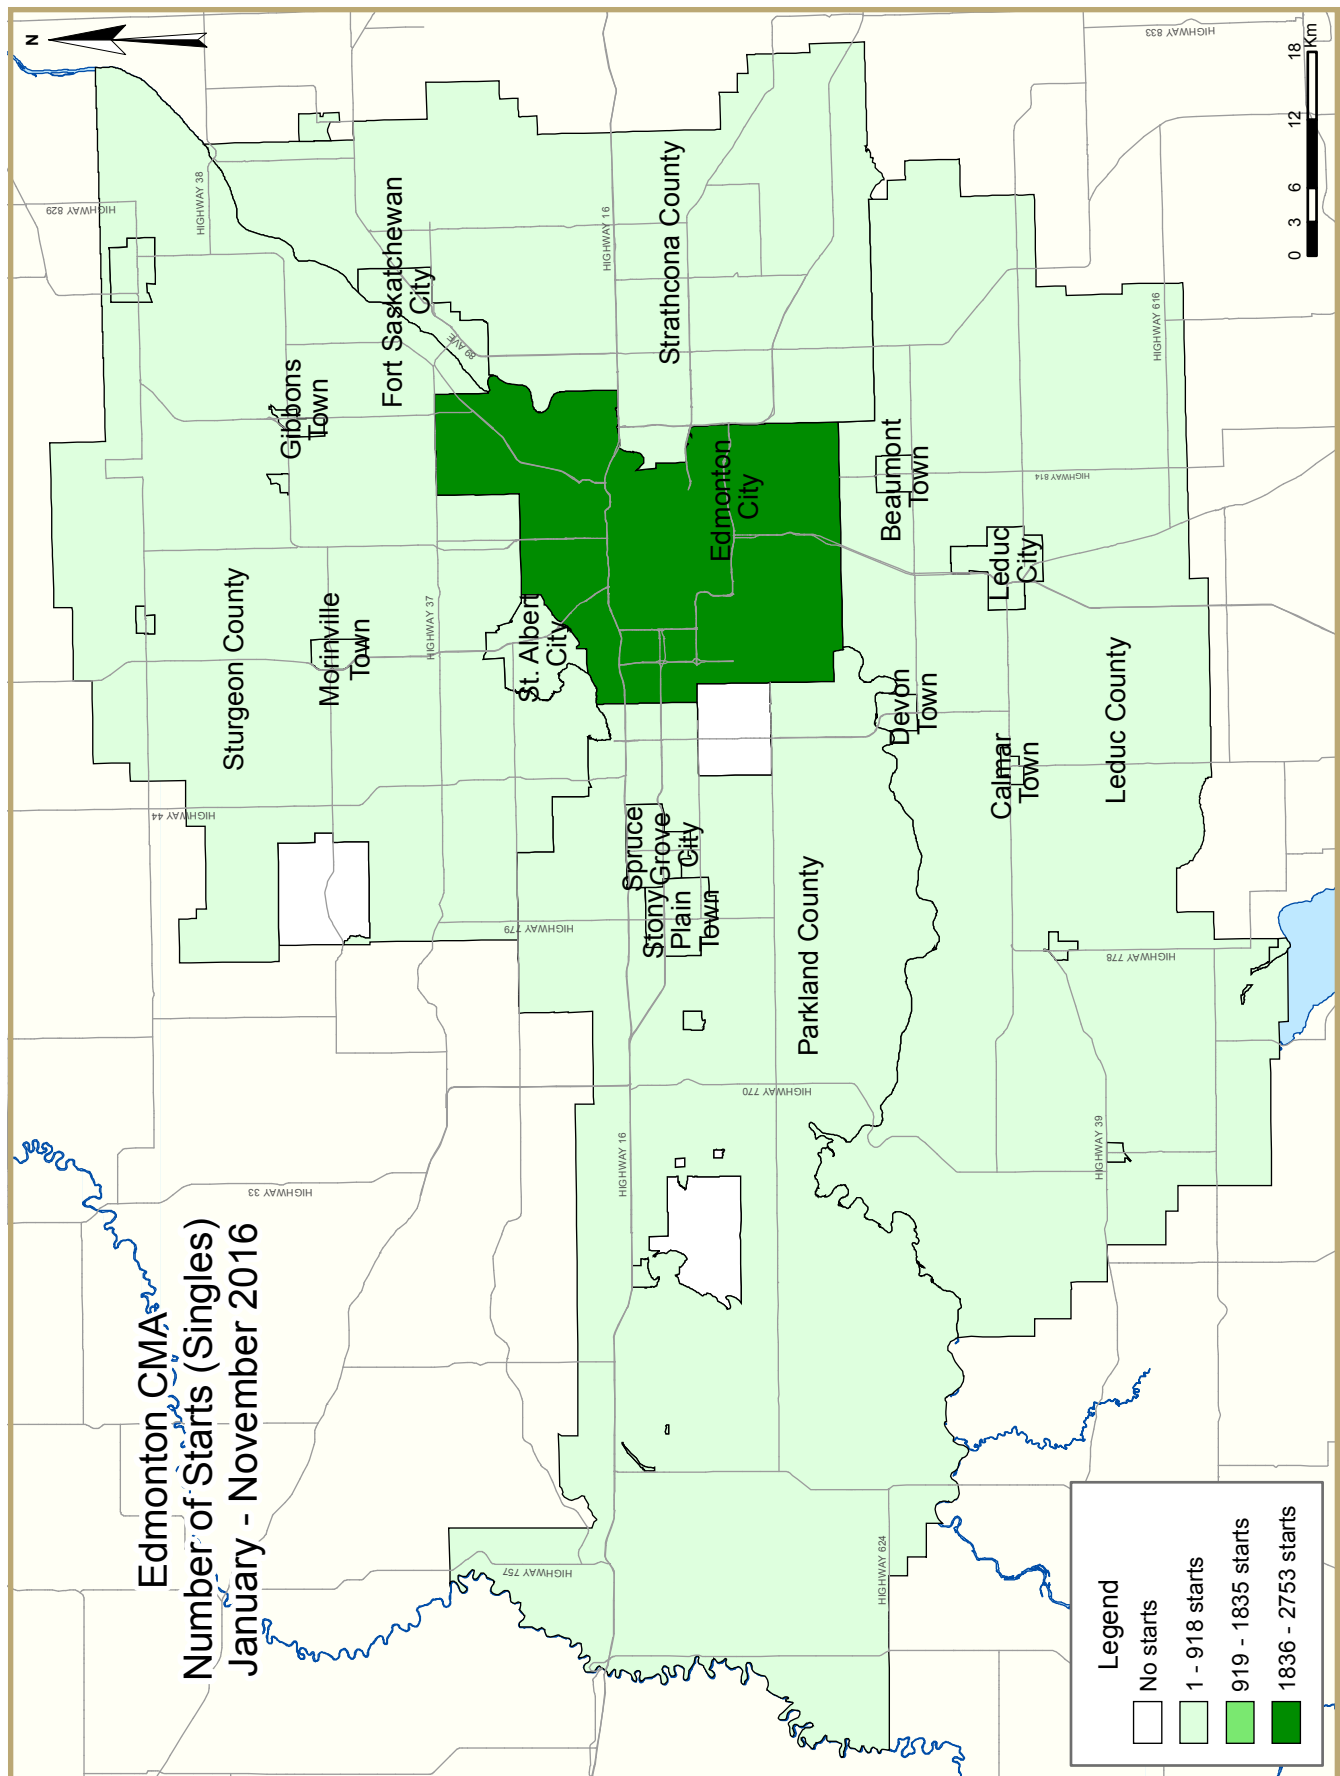 Edmonton CMA
Number of Starts (Singles)
January - November 2016
N
HIGHWAY 757
HIGHWAY 33
HIGHWAY 16
HIGHWAY 624
HIGHWAY 770
HIGHWAY 39
HIGHWAY 779
HIGHWAY 778
HIGHWAY 44
HIGHWAY 37
HIGHWAY 829
HIGHWAY 38
HIGHWAY 16
89 AVE
HIGHWAY 814
HIGHWAY 616
HIGHWAY 833
Sturgeon County
Morinville
Town
Gibbons
Town
Fort Saskatchewan
City
St. Albert
City
Strathcona County
Edmonton
City
Spruce
Grove
City
Stony
Plain
Town
Parkland County
Devon
Town
Beaumont
Town
Calmar
Town
Leduc
City
Leduc County
Legend
No starts
1 - 918 starts
919 - 1835 starts
1836 - 2753 starts
0 3 6 12 18
Km